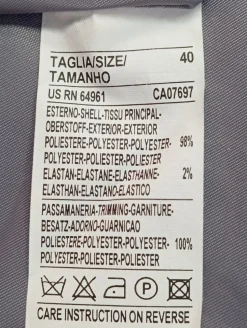 TAGLIA/SIZE/ 40
TAMANHO
US RN 64961 CA07697
ESTERNO-SHELL-TISSU PRINCIPAL-
OBERSTOFF-EXTERIOR-EXTERIOR
POLIESTERE-POLYESTER-POLYESTER- 98%
POLYESTER-POLIESTER-POLIESTER
ELASTAN-ELASTANE-ELASTHANNE- 2%
ELASTHAN-ELASTANO-ELASTICO
PASSAMANERIA-TRIMMING-GARNITURE-
BESATZ-ADORNO-GUARNICAO
POLIESTERE-POLYESTER-POLYESTER- 100%
POLYESTER-POLIESTER-POLIESTER
P
CARE INSTRUCTION ON REVERSE